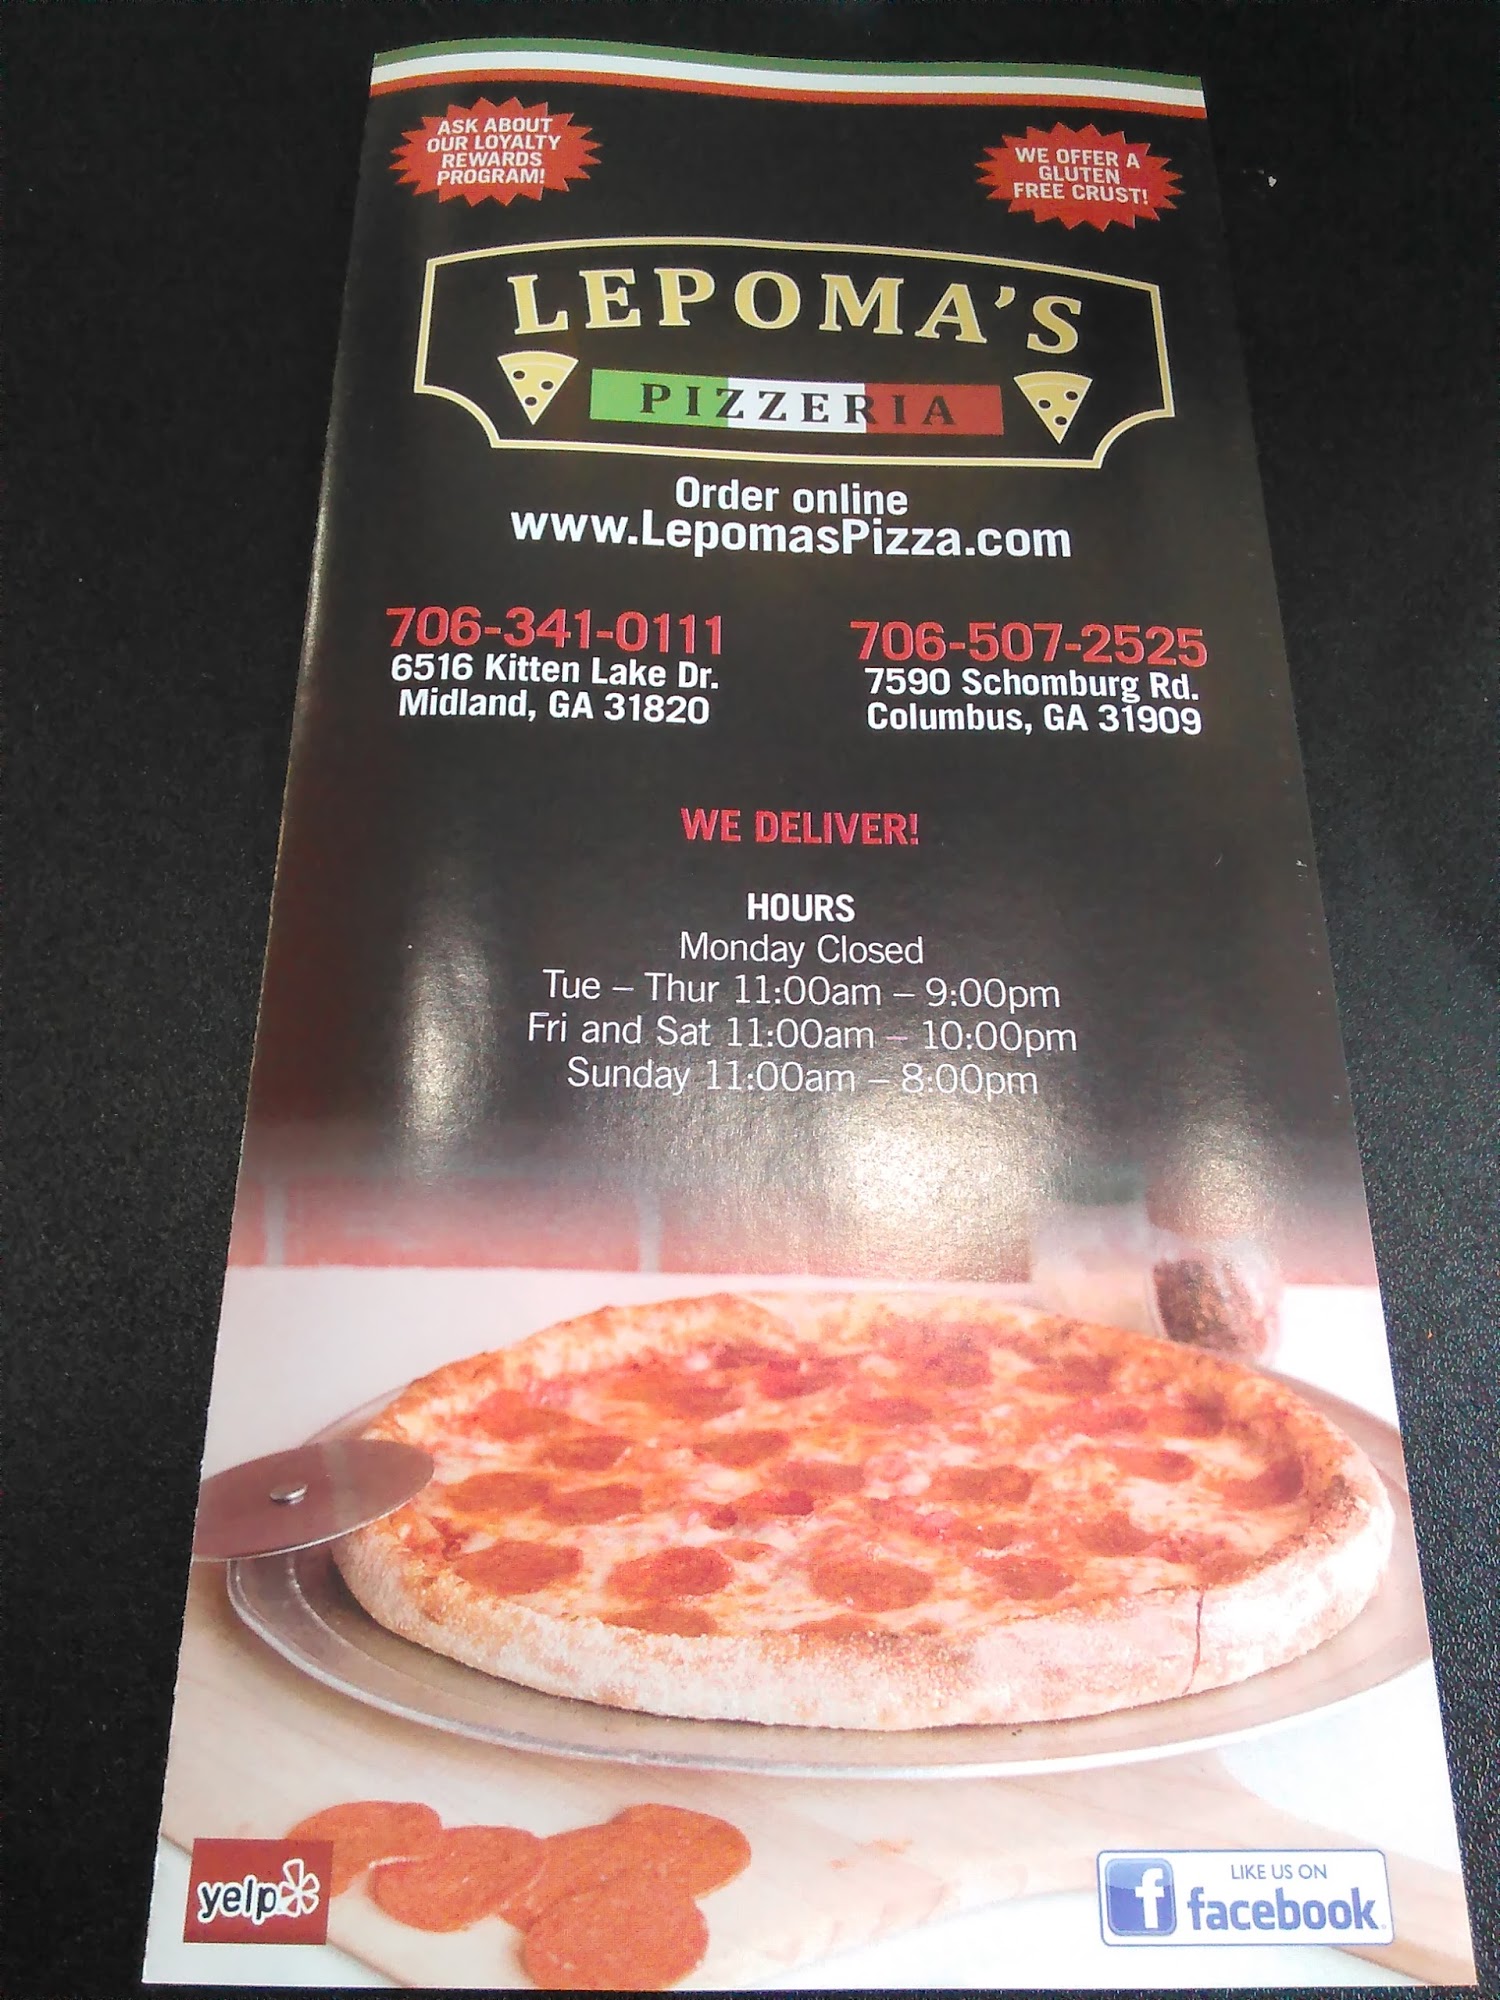 ASK ABOUT
OUR LOYALTY
REWARDS
PROGRAM!
WE OFFER A
GLUTEN
FREE CRUST!
LEPOMA'S
PIZZERIA
Order online
www.LepomasPizza.com
706-341-0111
6516 Kitten Lake Dr.
Midland, GA 31820
706-507-2525
7590 Schomburg Rd.
Columbus, GA 31909
WE DELIVER!
HOURS
Monday Closed
Tue – Thur 11:00am – 9:00pm
Fri and Sat 11:00am – 10:00pm
Sunday 11:00am – 8:00pm
yelp
f
LIKE US ON
facebook